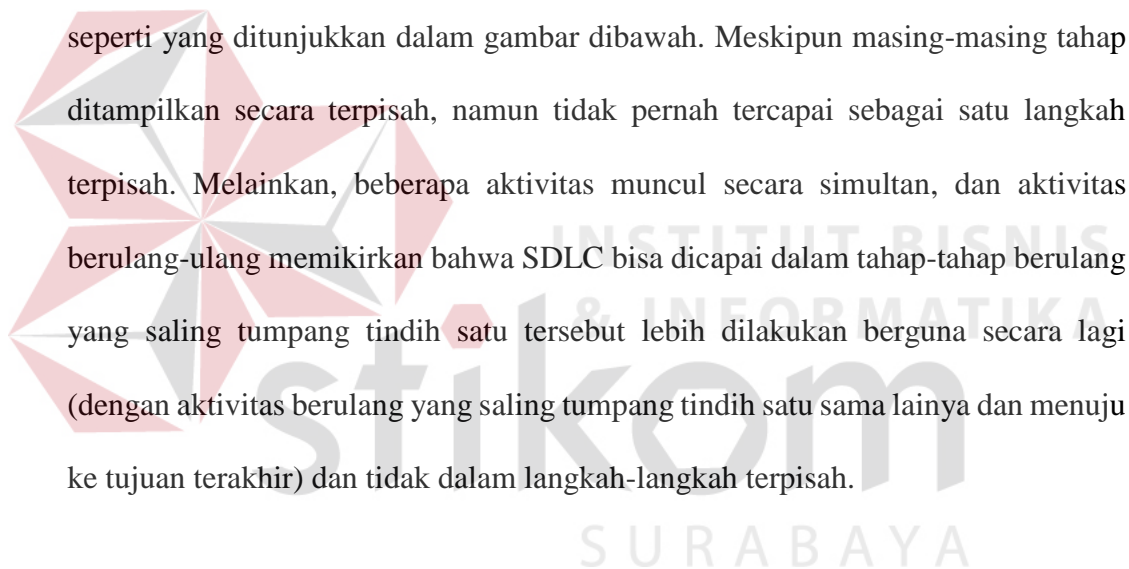 seperti yang ditunjukkan dalam gambar dibawah. Meskipun masing-masing tahap
ditampilkan secara terpisah, namun tidak pernah tercapai sebagai satu langkah
terpisah. Melainkan, beberapa aktivitas muncul secara simultan, dan aktivitas
INSTITUT BISNIS
berulang-ulang memikirkan bahwa SDLC bisa dicapai dalam tahap-tahap berulang
& INFORMATIKA
yang saling tumpang tindih satu tersebut lebih dilakukan berguna secara lagi
stikom
(dengan aktivitas berulang yang saling tumpang tindih satu sama lainya dan menuju
ke tujuan terakhir) dan tidak dalam langkah-langkah terpisah.
SURABAYA